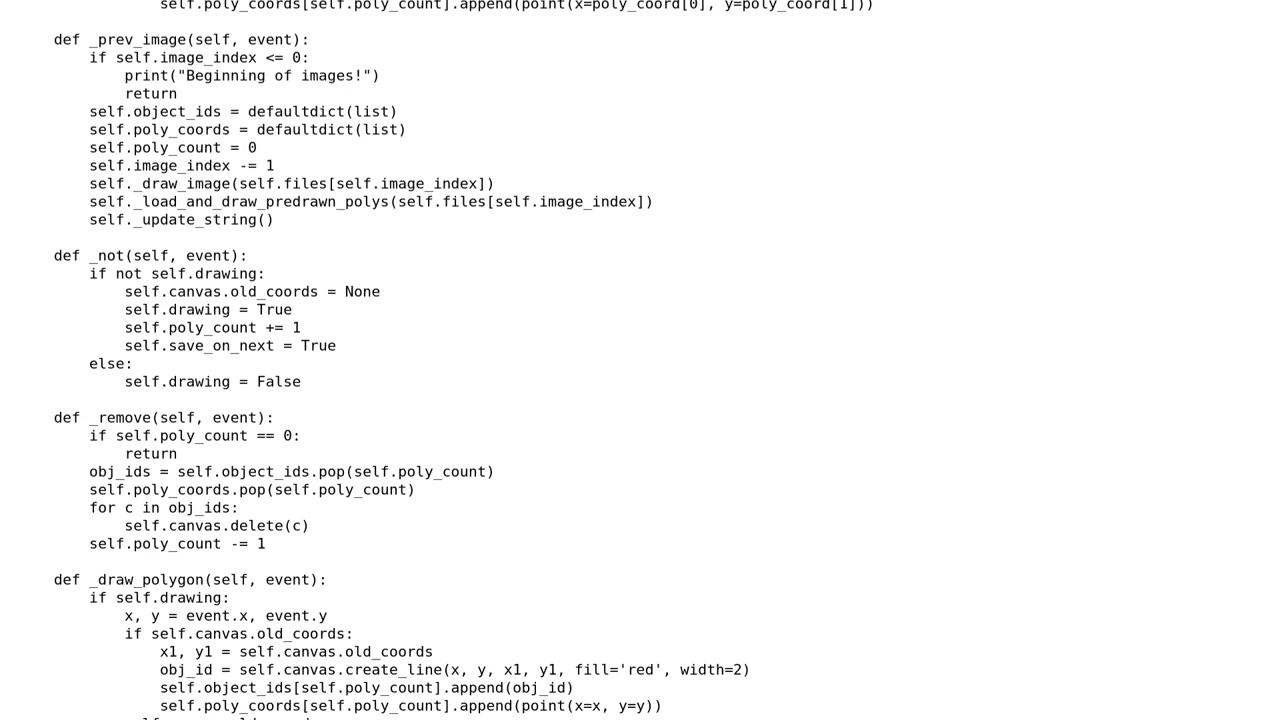 self.poly_coords[self.poly_count].append(point(x=poly_coord[0], y=poly_coord[1]))

def _prev_image(self, event):
    if self.image_index <= 0:
        print("Beginning of images!")
        return
    self.object_ids = defaultdict(list)
    self.poly_coords = defaultdict(list)
    self.poly_count = 0
    self.image_index -= 1
    self._draw_image(self.files[self.image_index])
    self._load_and_draw_predrawn_polys(self.files[self.image_index])
    self._update_string()

def _not(self, event):
    if not self.drawing:
        self.canvas.old_coords = None
        self.drawing = True
        self.poly_count += 1
        self.save_on_next = True
    else:
        self.drawing = False

def _remove(self, event):
    if self.poly_count == 0:
        return
    obj_ids = self.object_ids.pop(self.poly_count)
    self.poly_coords.pop(self.poly_count)
    for c in obj_ids:
        self.canvas.delete(c)
    self.poly_count -= 1

def _draw_polygon(self, event):
    if self.drawing:
        x, y = event.x, event.y
        if self.canvas.old_coords:
            x1, y1 = self.canvas.old_coords
            obj_id = self.canvas.create_line(x, y, x1, y1, fill='red', width=2)
            self.object_ids[self.poly_count].append(obj_id)
            self.poly_coords[self.poly_count].append(point(x=x, y=y))